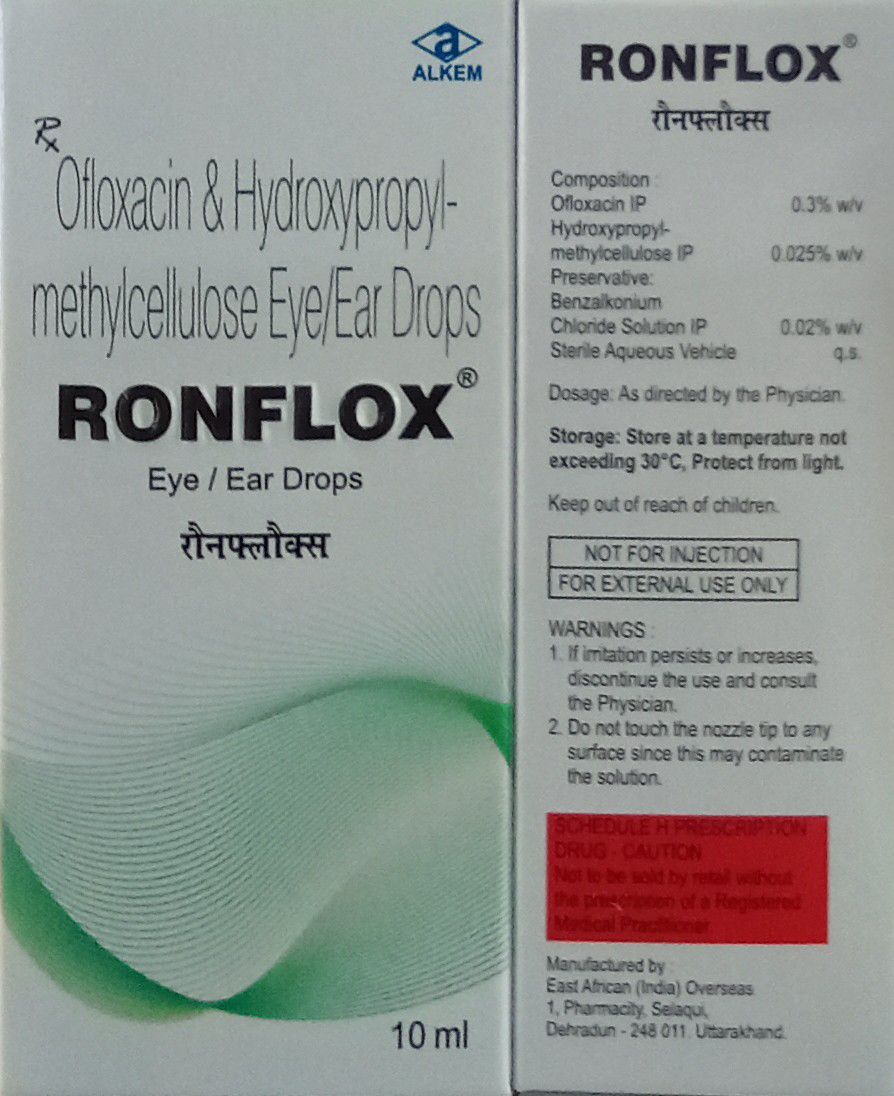 ALKEM
Rx
Ofloxacin & Hydroxypropyl-
methylcellulose Eye/Ear Drops
RONFLOX®
Eye / Ear Drops
रौनफ्लौक्स
10 ml
RONFLOX®
रौनफ्लौक्स
Composition :
Ofloxacin IP 0.3% w/v
Hydroxypropyl-
methylcellulose IP 0.025% w/v
Preservative:
Benzalkonium
Chloride Solution IP 0.02% w/v
Sterile Aqueous Vehicle q.s.
Dosage: As directed by the Physician.
Storage: Store at a temperature not
exceeding 30°C, Protect from light.
Keep out of reach of children.
NOT FOR INJECTION
FOR EXTERNAL USE ONLY
WARNINGS :
1. If irritation persists or increases,
discontinue the use and consult
the Physician.
2. Do not touch the nozzle tip to any
surface since this may contaminate
the solution.
SCHEDULE H PRESCRIPTION
DRUG - CAUTION
Not to be sold by retail without
the prescription of a Registered
Medical Practitioner.
Manufactured by :
East African (India) Overseas
1, Pharmacity, Selaqui,
Dehradun - 248 011. Uttarakhand.